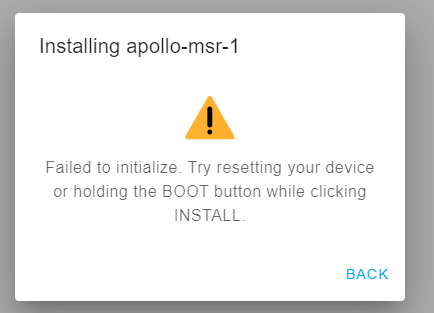 Installing apollo-msr-1
Failed to initialize. Try resetting your device
or holding the BOOT button while clicking
INSTALL.
BACK